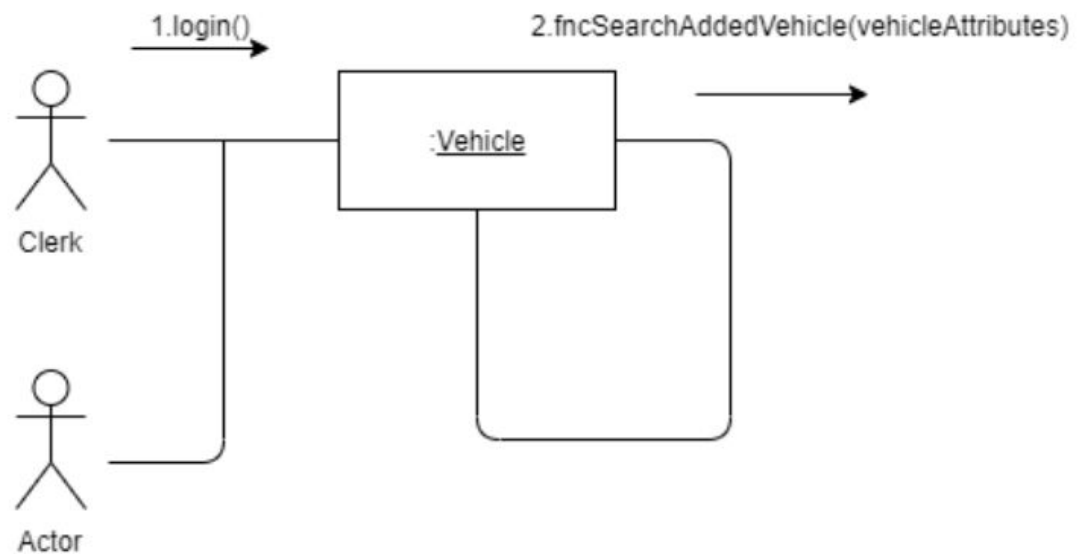 1.login()
2.fncSearchAddedVehicle(vehicleAttributes)
:Vehicle
Clerk
Actor